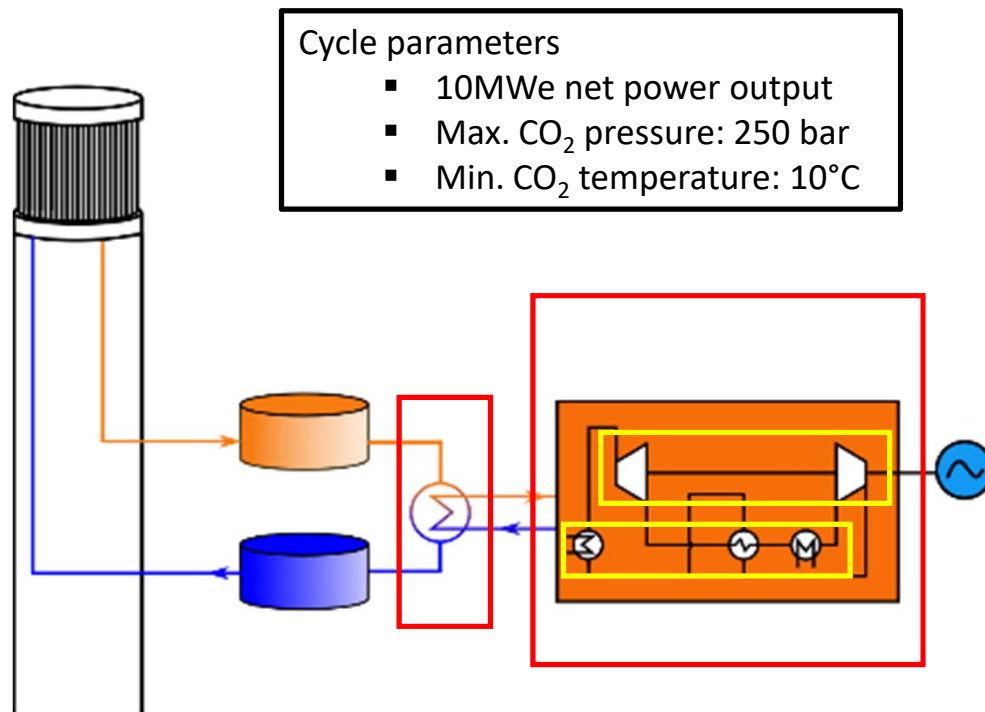 Cycle parameters
▪ 10MWe net power output
▪ Max. CO₂ pressure: 250 bar
▪ Min. CO₂ temperature: 10°C